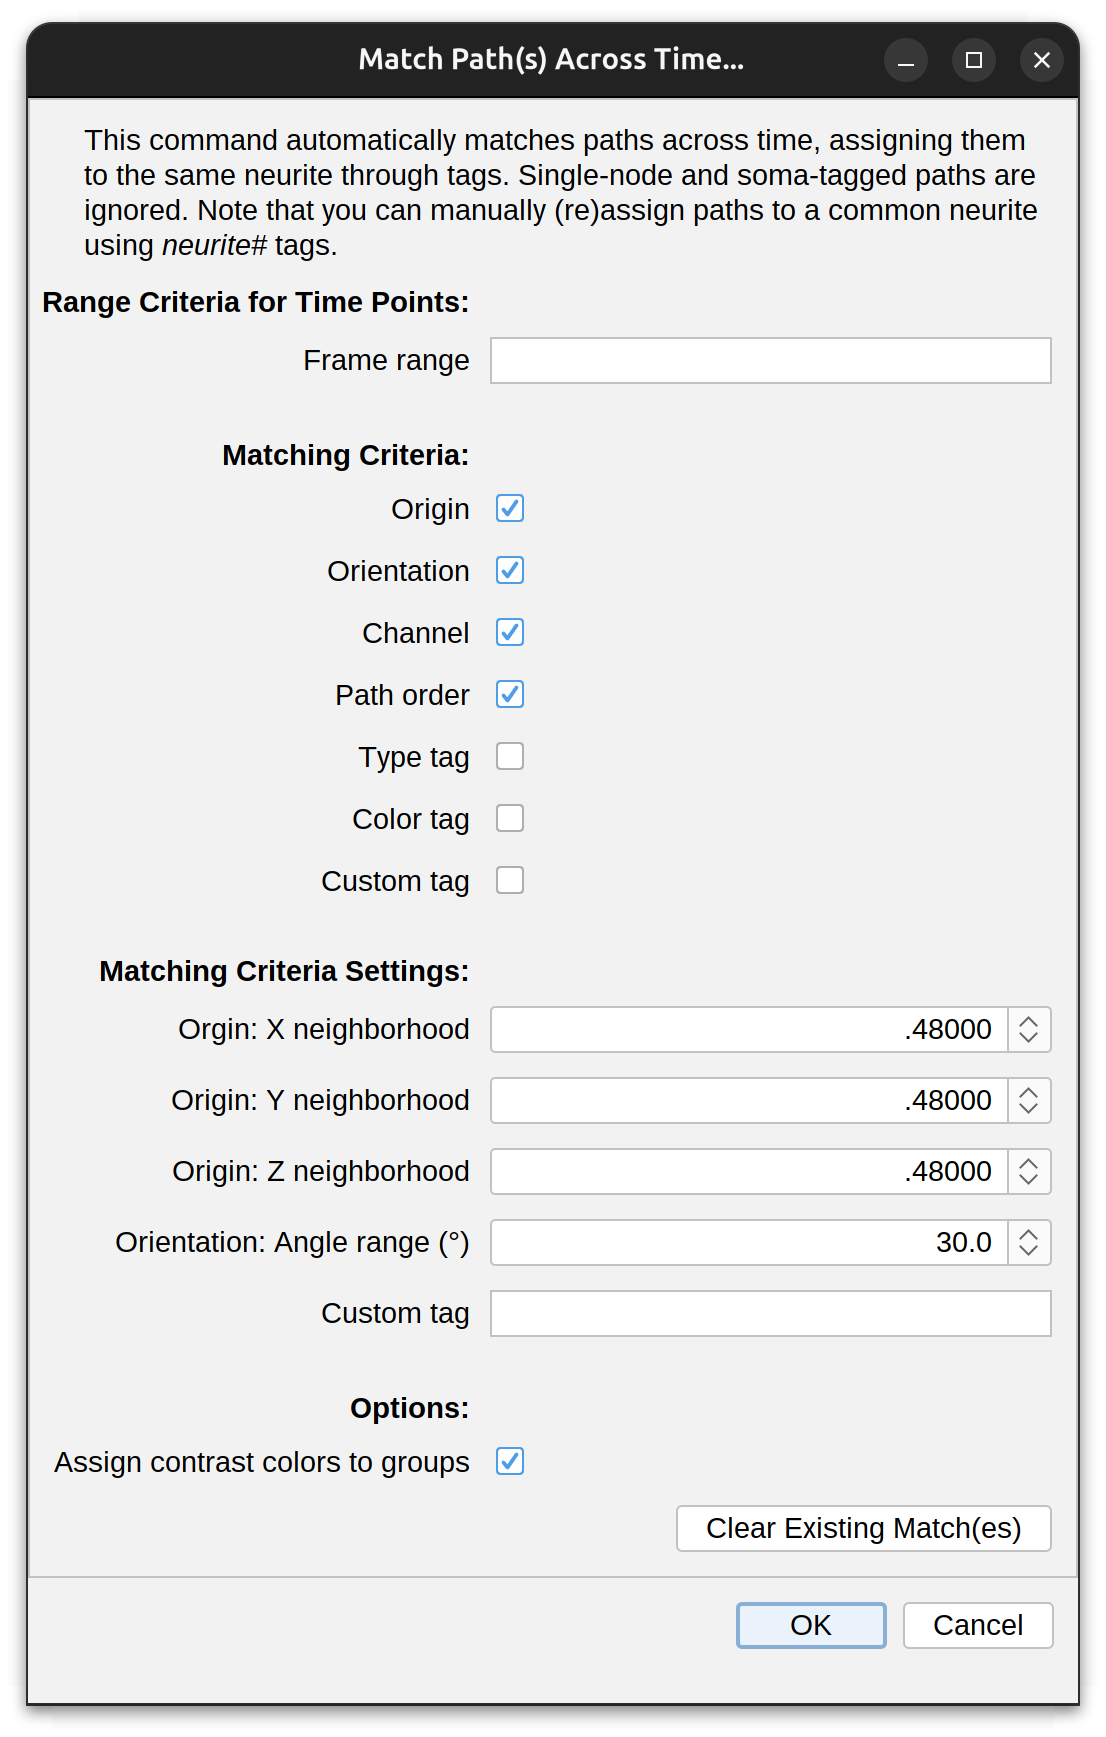 Match Path(s) Across Time...
This command automatically matches paths across time, assigning them
to the same neurite through tags. Single-node and soma-tagged paths are
ignored. Note that you can manually (re)assign paths to a common neurite
using neurite# tags.
Range Criteria for Time Points:
Frame range
Matching Criteria:
Origin
Orientation
Channel
Path order
Type tag
Color tag
Custom tag
Matching Criteria Settings:
Orgin: X neighborhood .48000
Origin: Y neighborhood .48000
Origin: Z neighborhood .48000
Orientation: Angle range (°) 30.0
Custom tag
Options:
Assign contrast colors to groups
Clear Existing Match(es)
OK Cancel